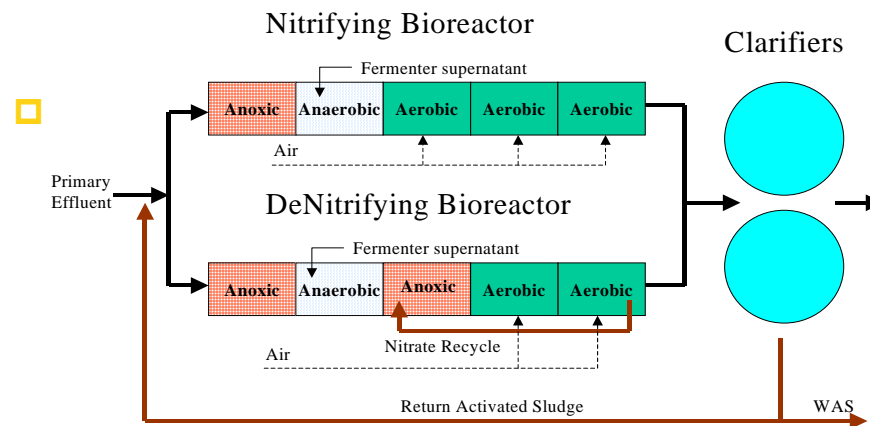 Nitrifying Bioreactor
Clarifiers
Fermenter supernatant
Anoxic
Anaerobic
Aerobic
Aerobic
Aerobic
Air
Primary
Effluent
DeNitrifying Bioreactor
Fermenter supernatant
Anoxic
Anaerobic
Anoxic
Aerobic
Aerobic
Nitrate Recycle
Air
Return Activated Sludge
WAS